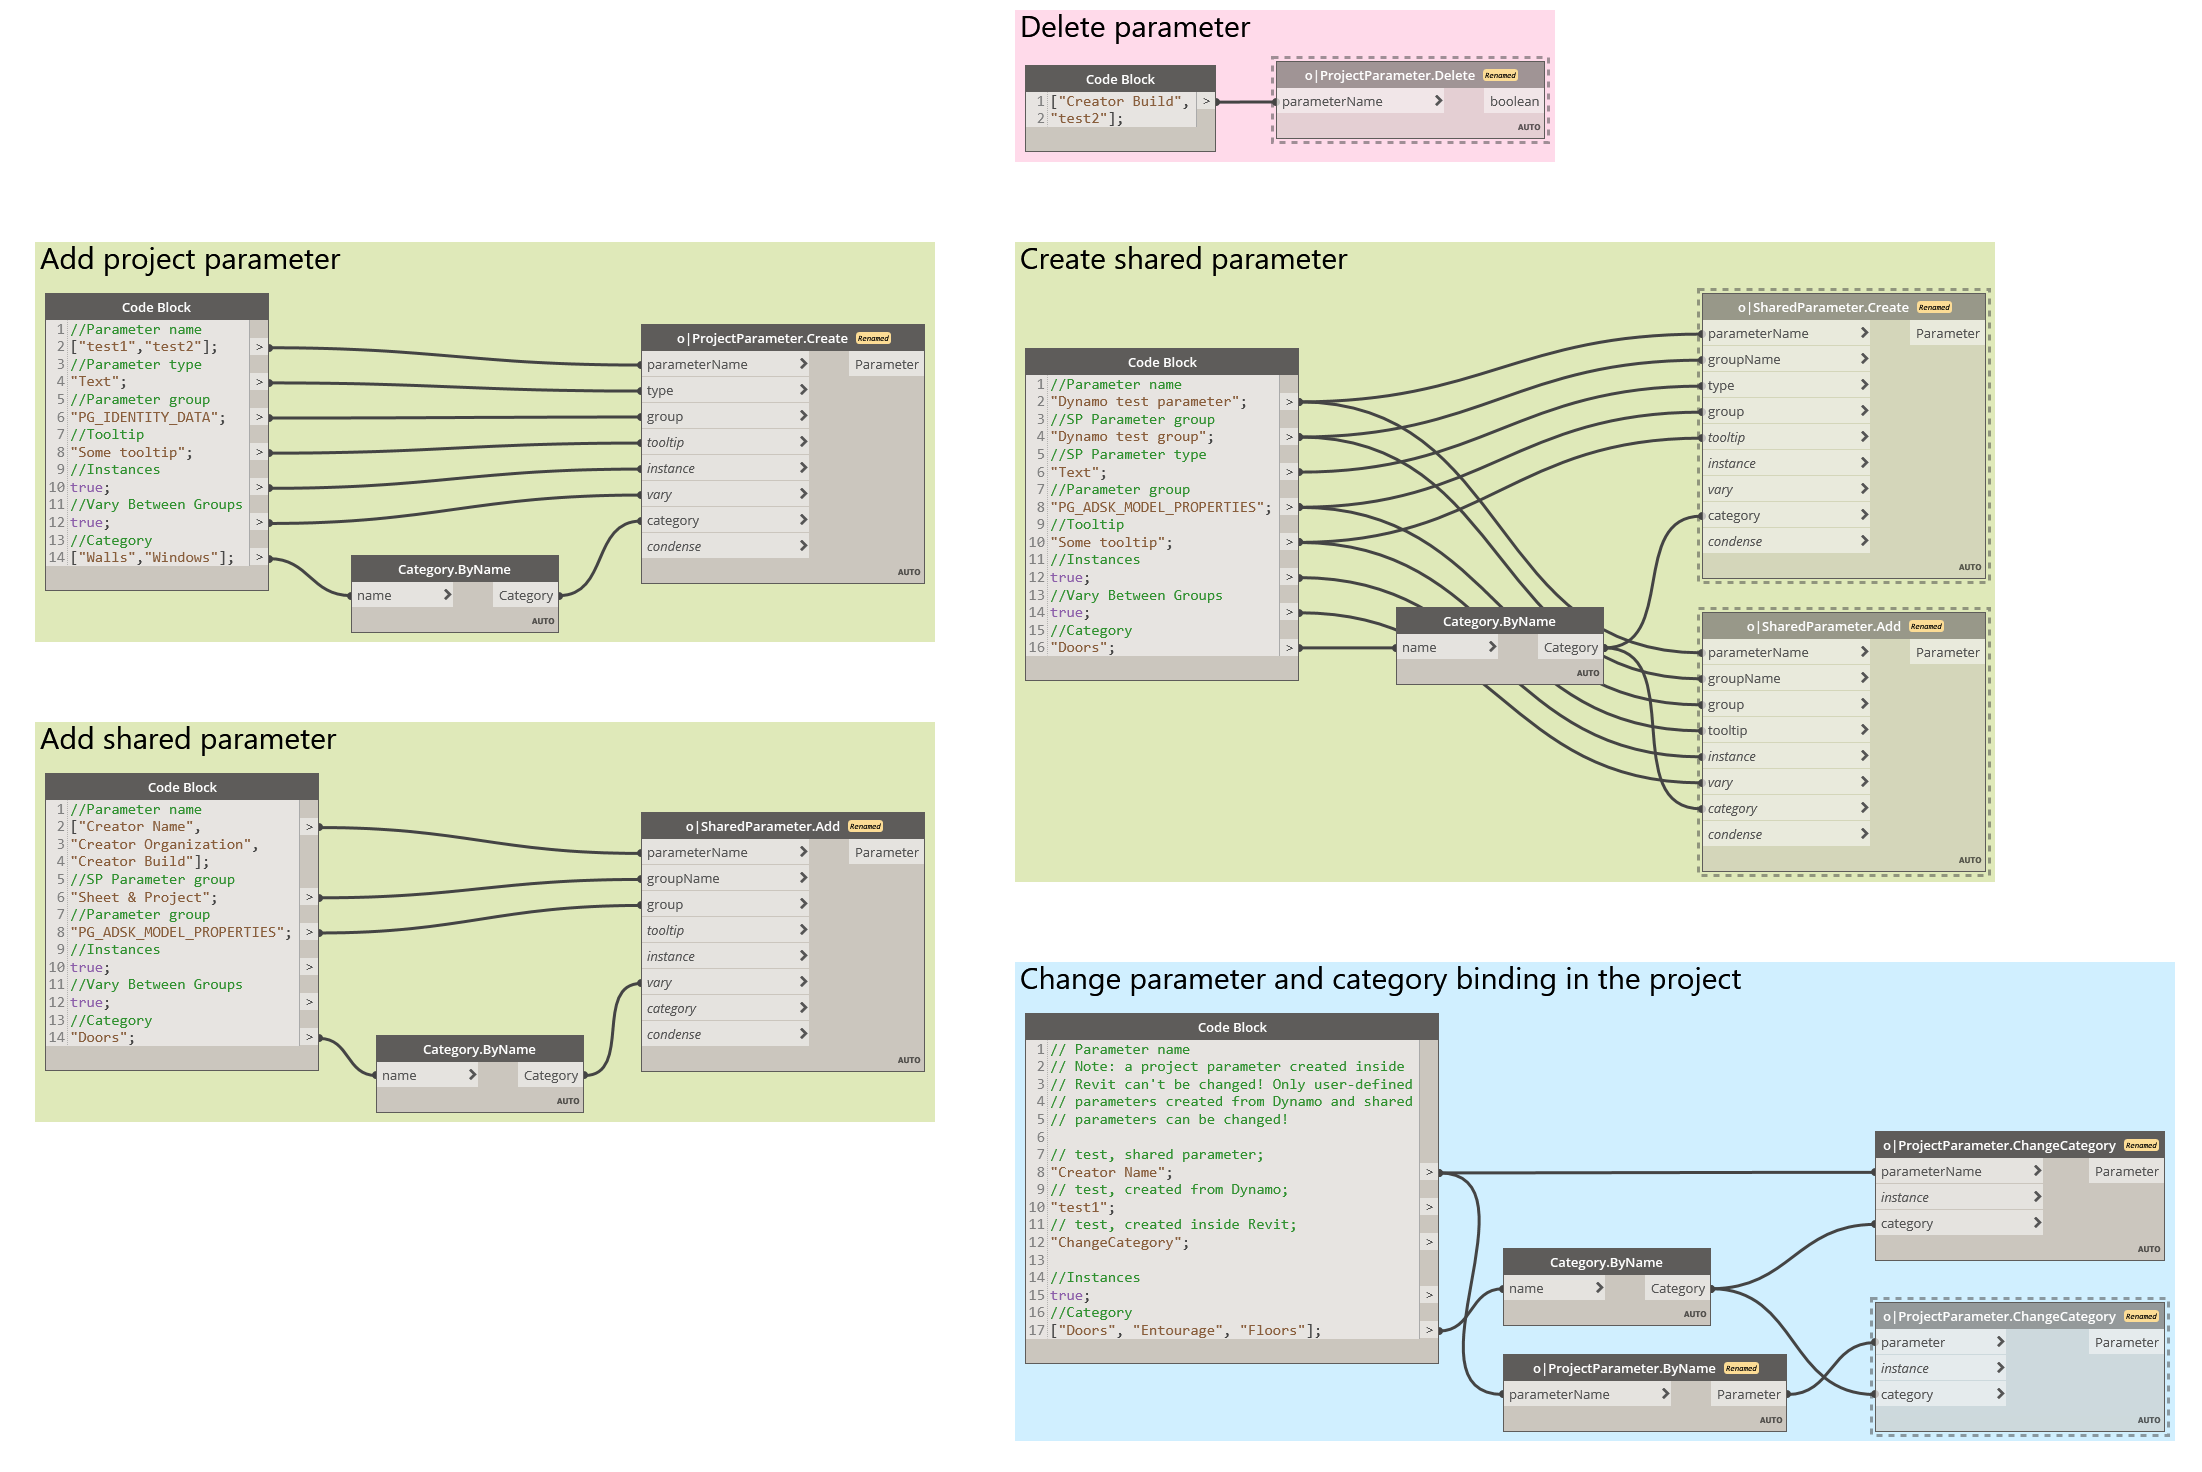 Delete parameter
Code Block
1 ["Creator Build",
2 "test2"];
>
o|ProjectParameter.Delete Renamed
parameterName > boolean
AUTO
Add project parameter
Code Block
1 //Parameter name
2 ["test1","test2"]; >
3 //Parameter type
4 "Text"; >
5 //Parameter group
6 "PG_IDENTITY_DATA"; >
7 //Tooltip
8 "Some tooltip"; >
9 //Instances
10 true; >
11 //Vary Between Groups
12 true; >
13 //Category
14 ["Walls","Windows"]; >
Category.ByName
name > Category
AUTO
o|ProjectParameter.Create Renamed
parameterName > Parameter
type >
group >
tooltip >
instance >
vary >
category >
condense >
AUTO
Create shared parameter
Code Block
1 //Parameter name
2 "Dynamo test parameter"; >
3 //SP Parameter group
4 "Dynamo test group"; >
5 //SP Parameter type
6 "Text"; >
7 //Parameter group
8 "PG_ADSK_MODEL_PROPERTIES"; >
9 //Tooltip
10 "Some tooltip"; >
11 //Instances
12 true; >
13 //Vary Between Groups
14 true; >
15 //Category
16 "Doors"; >
Category.ByName
name > Category
AUTO
o|SharedParameter.Create Renamed
parameterName > Parameter
groupName >
type >
group >
tooltip >
instance >
vary >
category >
condense >
AUTO
o|SharedParameter.Add Renamed
parameterName > Parameter
groupName >
group >
tooltip >
instance >
vary >
category >
condense >
AUTO
Add shared parameter
Code Block
1 //Parameter name
2 ["Creator Name", >
3 "Creator Organization",
4 "Creator Build"];
5 //SP Parameter group
6 "Sheet & Project"; >
7 //Parameter group
8 "PG_ADSK_MODEL_PROPERTIES"; >
9 //Instances
10 true; >
11 //Vary Between Groups
12 true; >
13 //Category
14 "Doors"; >
Category.ByName
name > Category
AUTO
o|SharedParameter.Add Renamed
parameterName > Parameter
groupName >
group >
tooltip >
instance >
vary >
category >
condense >
AUTO
Change parameter and category binding in the project
Code Block
1 // Parameter name
2 // Note: a project parameter created inside
3 // Revit can't be changed! Only user-defined
4 // parameters created from Dynamo and shared
5 // parameters can be changed!
6
7 // test, shared parameter;
8 "Creator Name"; >
9 // test, created from Dynamo;
10 "test1"; >
11 // test, created inside Revit;
12 "ChangeCategory"; >
13
14 //Instances
15 true; >
16 //Category
17 ["Doors", "Entourage", "Floors"]; >
Category.ByName
name > Category
AUTO
o|ProjectParameter.ByName Renamed
parameterName > Parameter
AUTO
o|ProjectParameter.ChangeCategory Renamed
parameterName > Parameter
instance >
category >
AUTO
o|ProjectParameter.ChangeCategory Renamed
parameter > Parameter
instance >
category >
AUTO